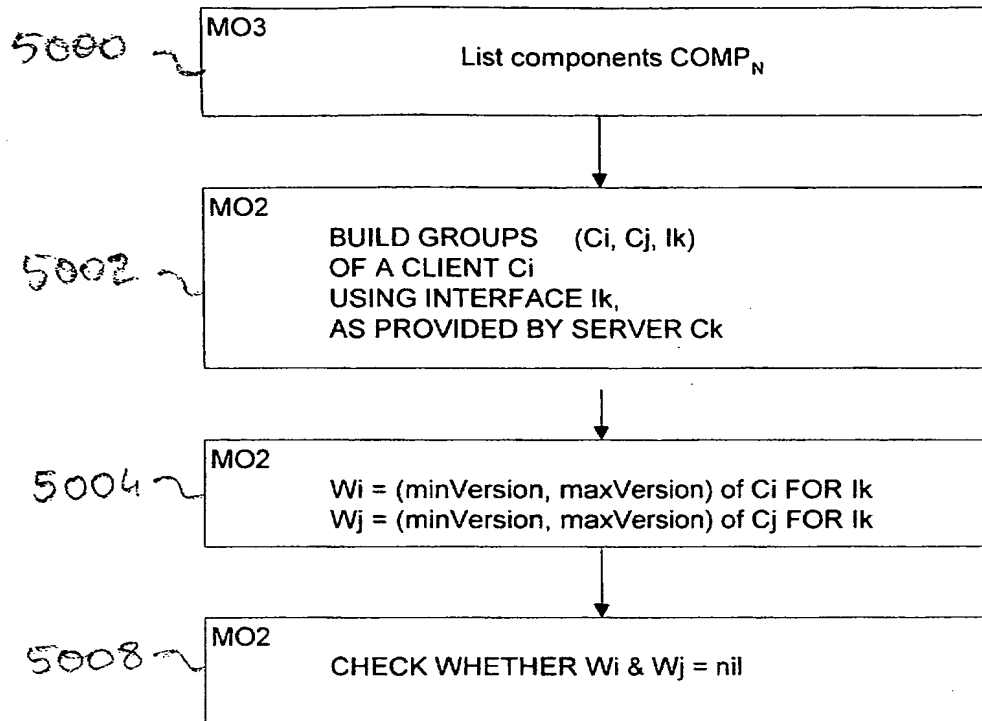 5000
MO3
List components COMP_N
5002
MO2
BUILD GROUPS (Ci, Cj, Ik)
OF A CLIENT Ci
USING INTERFACE Ik,
AS PROVIDED BY SERVER Ck
5004
MO2
Wi = (minVersion, maxVersion) of Ci FOR Ik
Wj = (minVersion, maxVersion) of Cj FOR Ik
5008
MO2
CHECK WHETHER Wi & Wj = nil